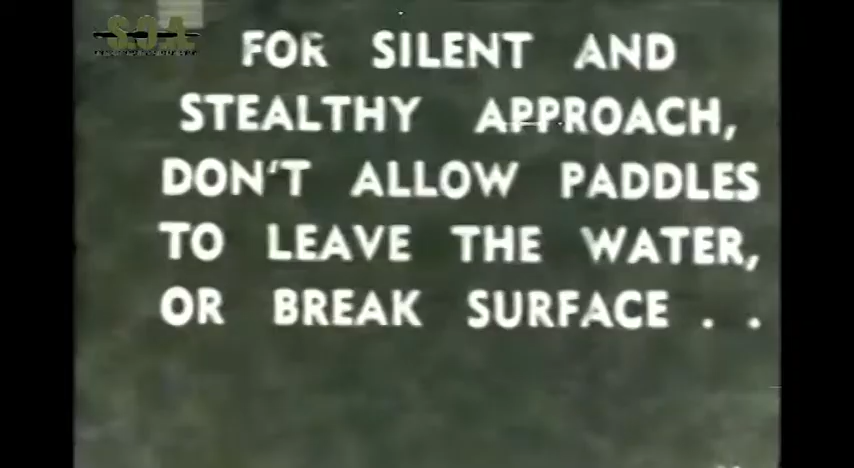 S.O.A
FOR SILENT AND
STEALTHY APPROACH,
DON'T ALLOW PADDLES
TO LEAVE THE WATER,
OR BREAK SURFACE . .